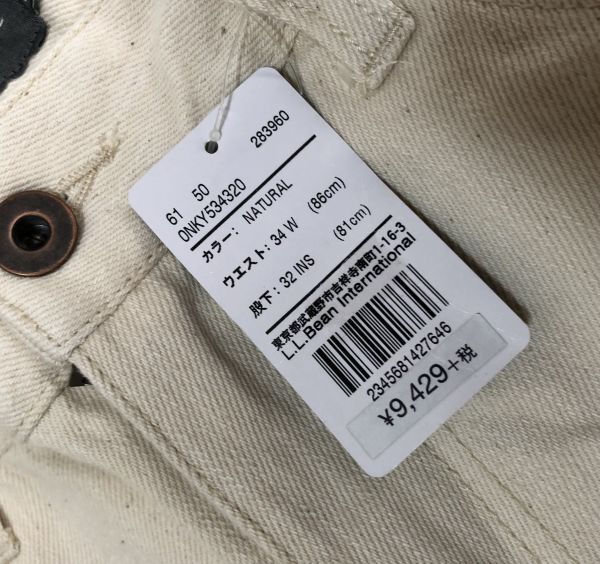 61 50
0NKY534320 283960
カラー: NATURAL
ウエスト: 34 W (86cm)
股下: 32 INS (81cm)
東京都武蔵野市吉祥寺南町1-16-3
L.L.Bean International
2345681427646
¥9,429+税